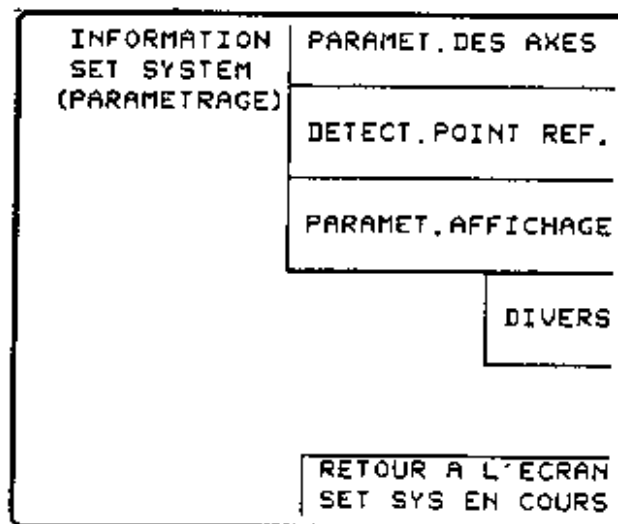 INFORMATION
SET SYSTEM
(PARAMETRAGE)
PARAMET.DES AXES
DETECT.POINT REF.
PARAMET.AFFICHAGE
DIVERS
RETOUR A L'ECRAN
SET SYS EN COURS